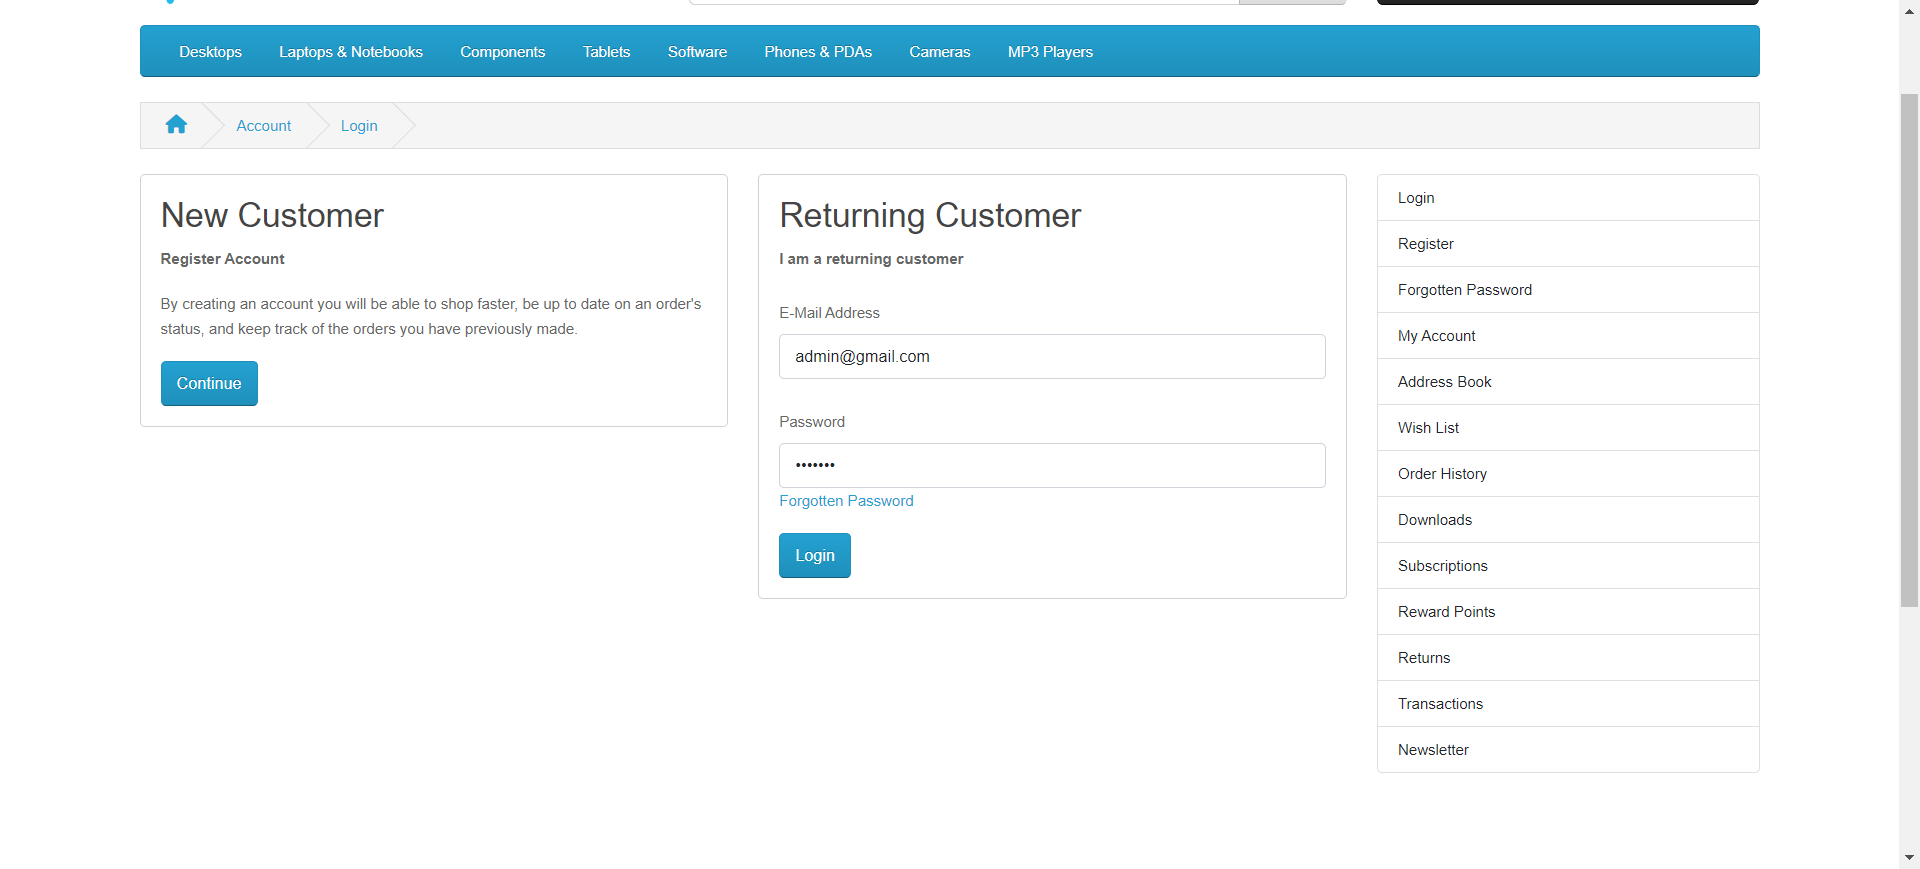 Desktops Laptops & Notebooks Components Tablets Software Phones & PDAs Cameras MP3 Players
Account Login
New Customer
Register Account
By creating an account you will be able to shop faster, be up to date on an order's
status, and keep track of the orders you have previously made.
Continue
Returning Customer
I am a returning customer
E-Mail Address
admin@gmail.com
Password
•••••••
Forgotten Password
Login
Login
Register
Forgotten Password
My Account
Address Book
Wish List
Order History
Downloads
Subscriptions
Reward Points
Returns
Transactions
Newsletter